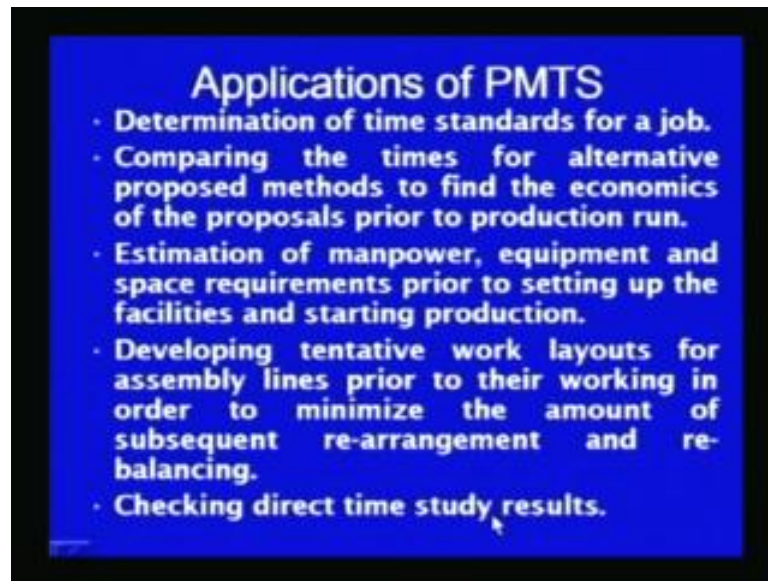 Applications of PMTS
• Determination of time standards for a job.
• Comparing the times for alternative
proposed methods to find the economics
of the proposals prior to production run.
• Estimation of manpower, equipment and
space requirements prior to setting up the
facilities and starting production.
• Developing tentative work layouts for
assembly lines prior to their working in
order to minimize the amount of
subsequent re-arrangement and re-
balancing.
• Checking direct time study results.